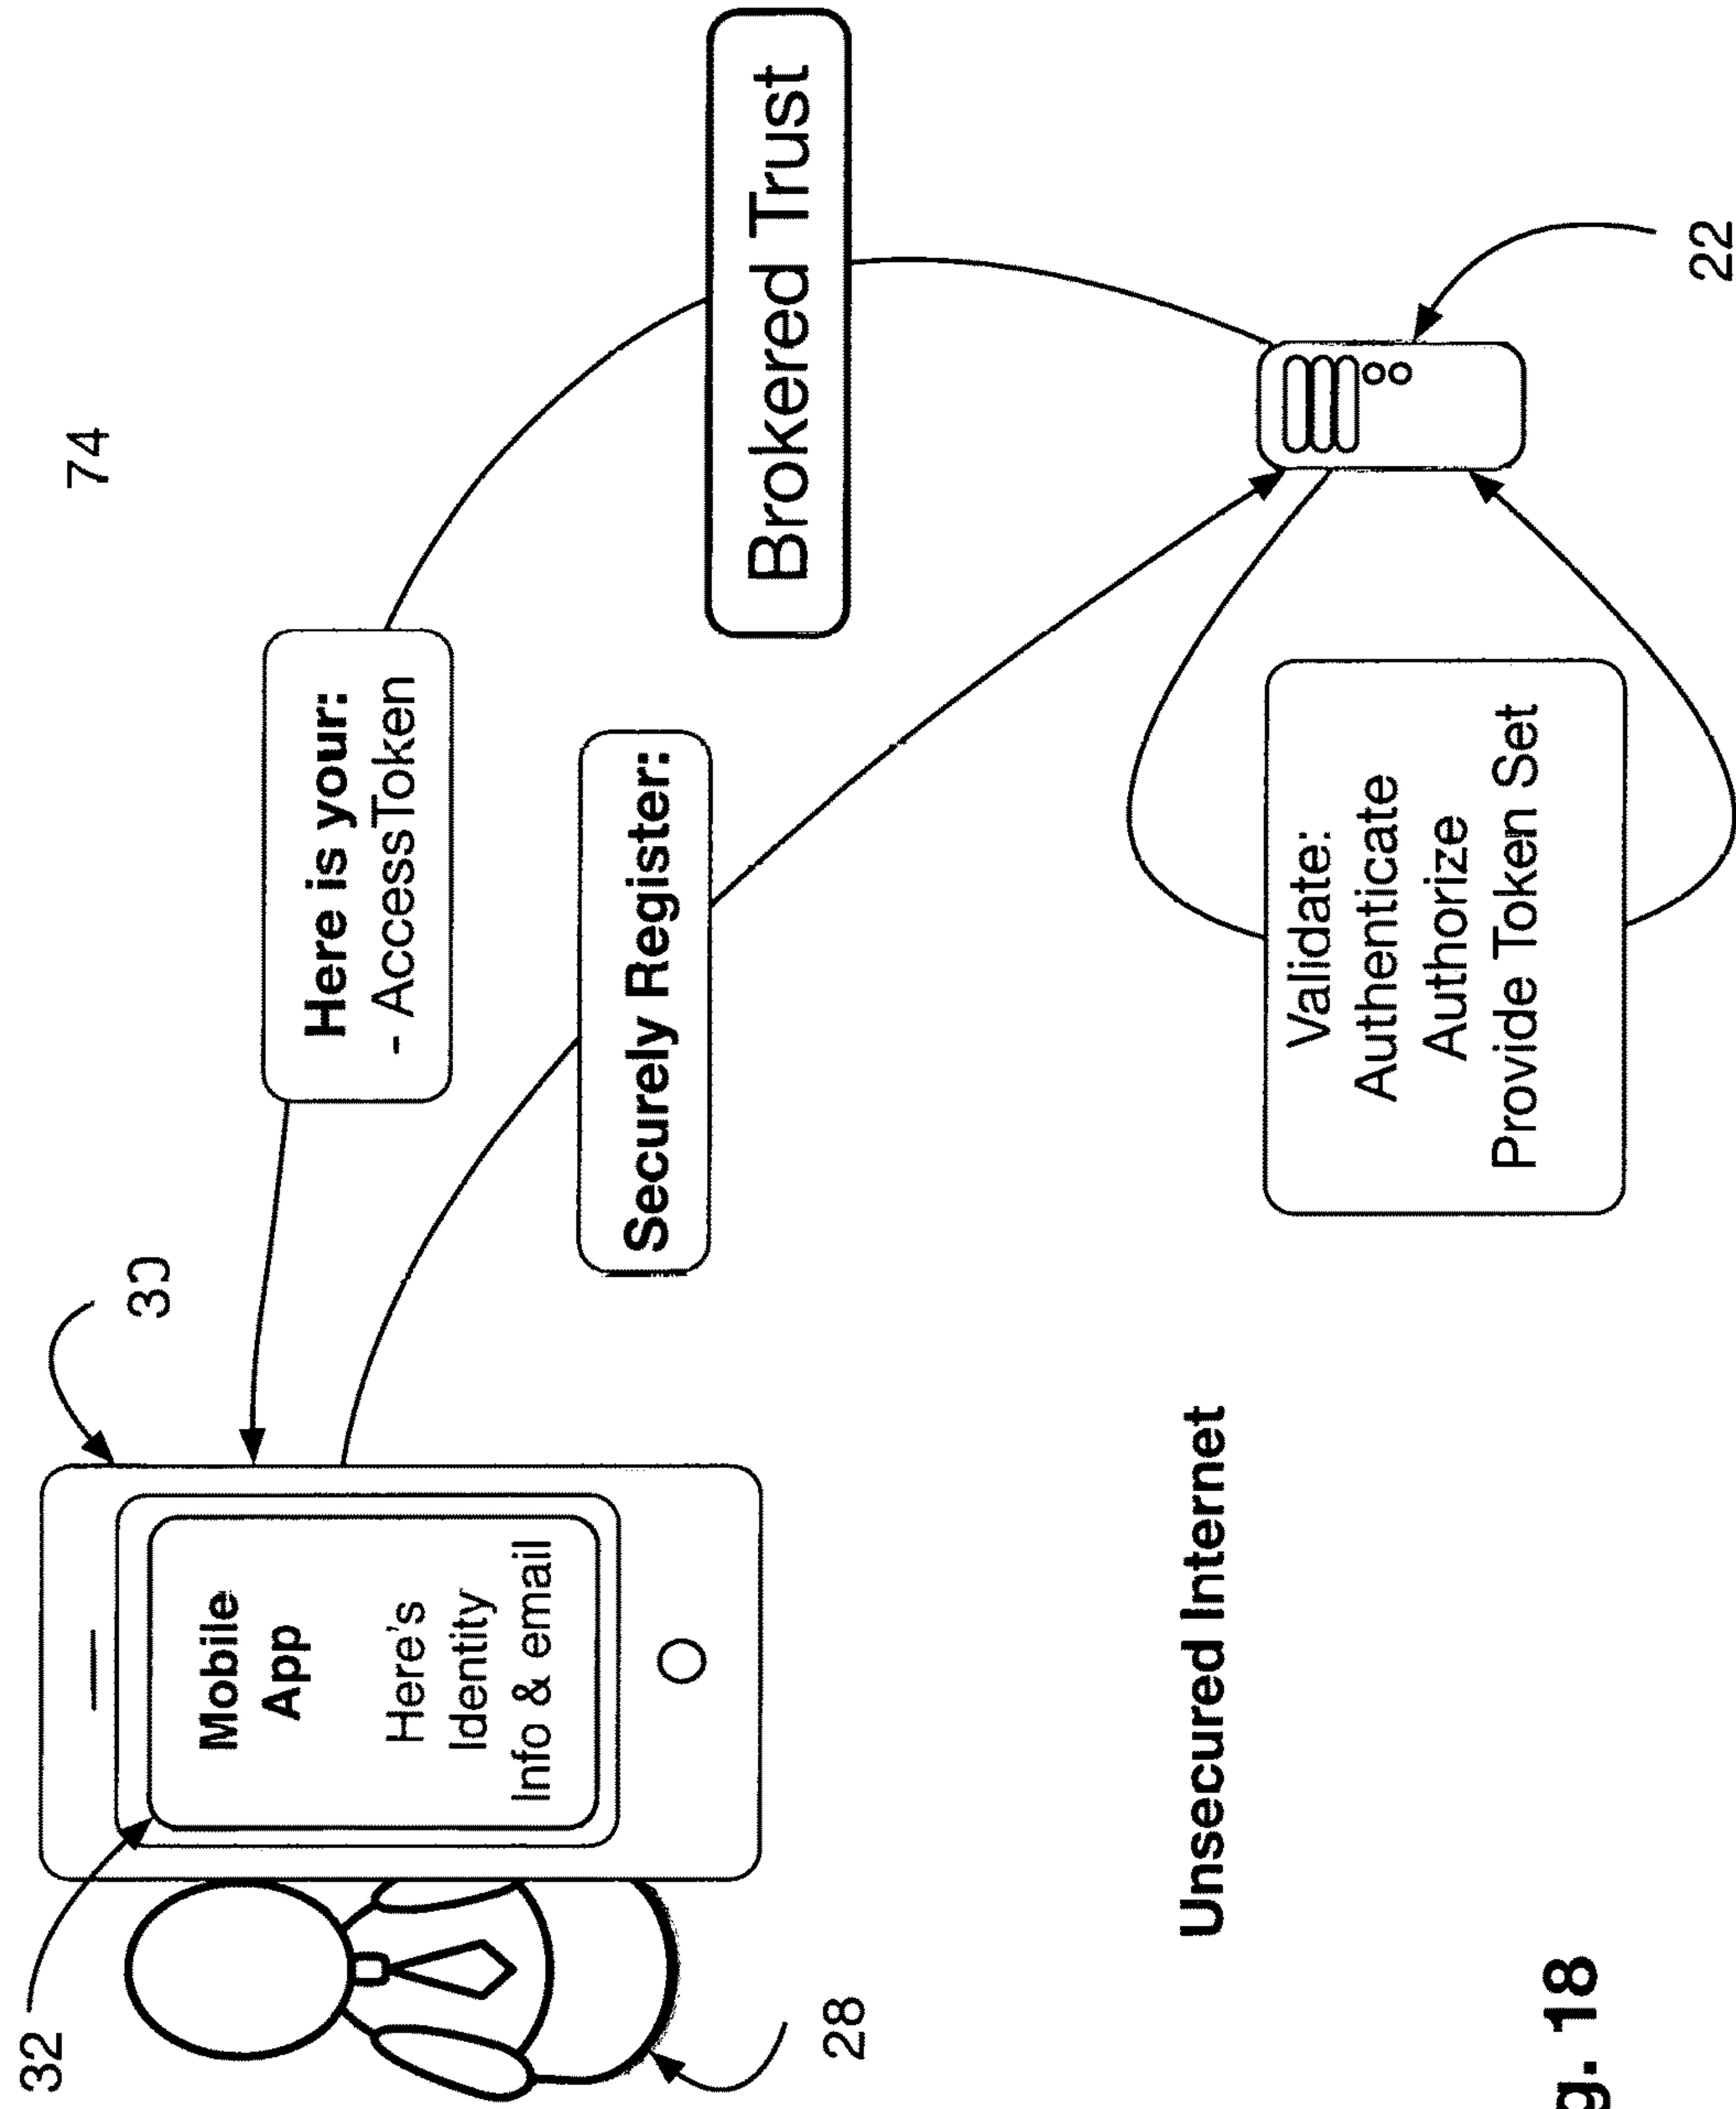 74
32
30
Mobile
App
Here's
Identity
Info & email
28
Here is your:
- AccessToken
Securely Register:
Brokered Trust
Unsecured Internet
Validate:
Authenticate
Authorize
Provide Token Set
22
g. 18